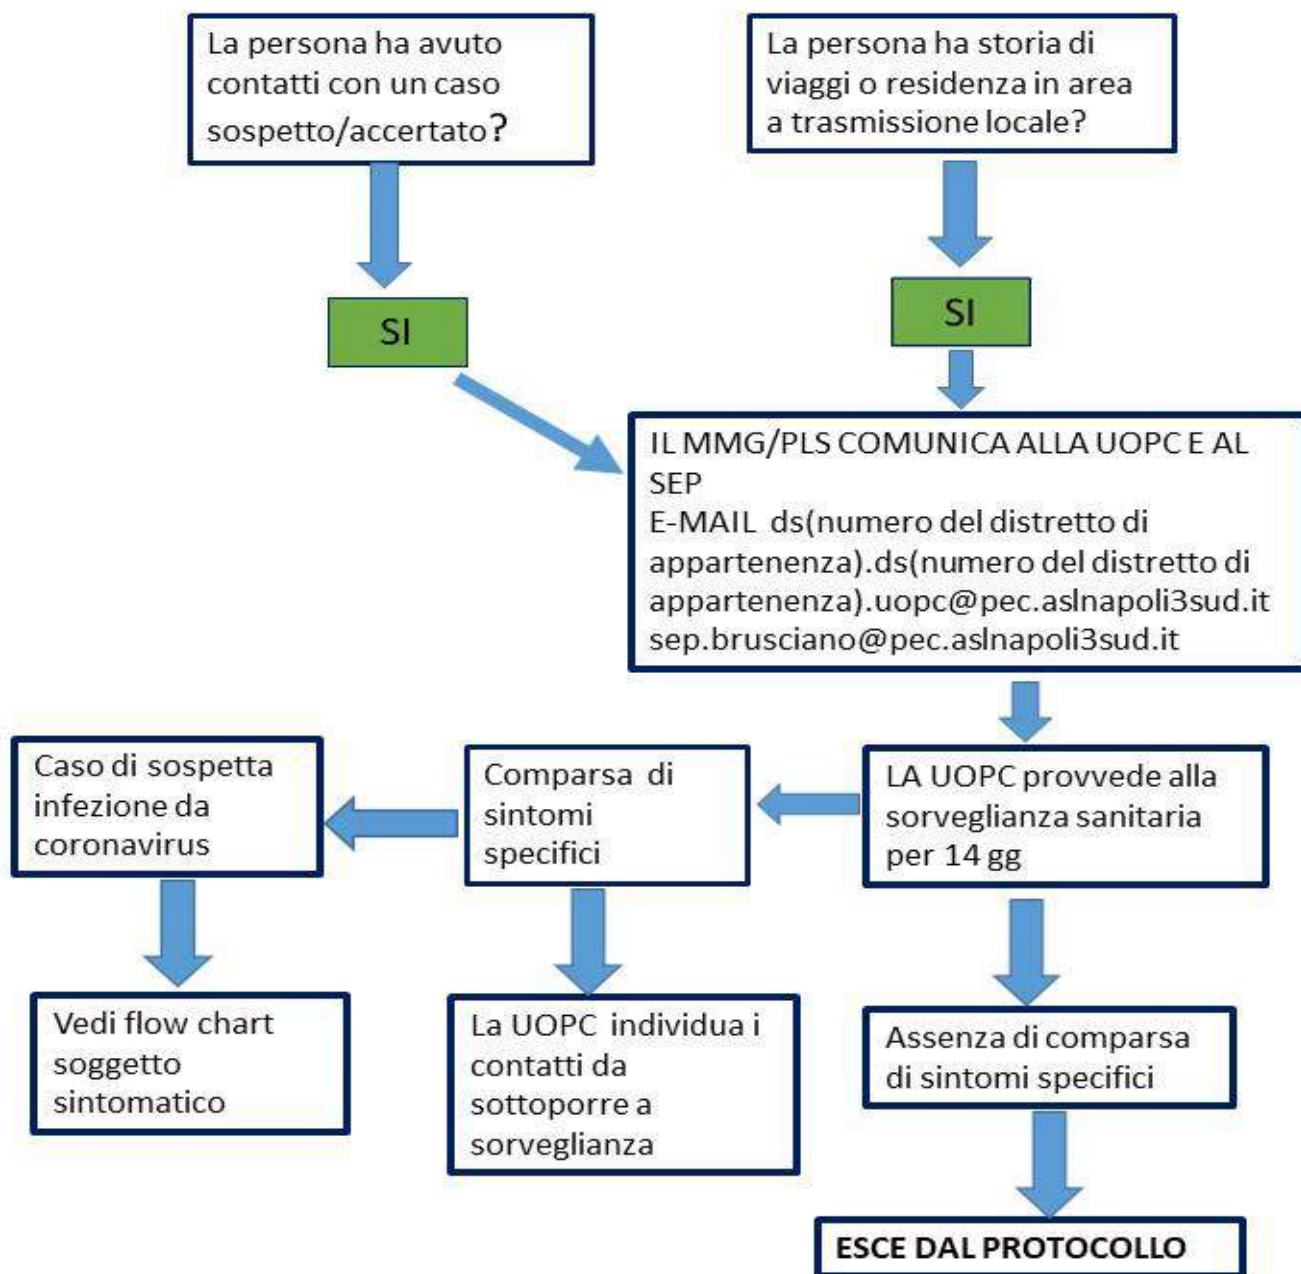 La persona ha avuto
contatti con un caso
sospetto/accertato?
La persona ha storia di
viaggi o residenza in area
a trasmissione locale?
SI
SI
IL MMG/PLS COMUNICA ALLA UOPC E AL
SEP
E-MAIL ds(numero del distretto di
appartenenza).ds(numero del distretto di
appartenenza).uopc@pec.aslnapoli3sud.it
sep.brusciano@pec.aslnapoli3sud.it
Caso di sospetta
infezione da
coronavirus
Comparsa di
sintomi
specifici
LA UOPC provvede alla
sorveglianza sanitaria
per 14 gg
Vedi flow chart
soggetto
sintomatico
La UOPC individua i
contatti da
sottoporre a
sorveglianza
Assenza di comparsa
di sintomi specifici
ESCE DAL PROTOCOLLO